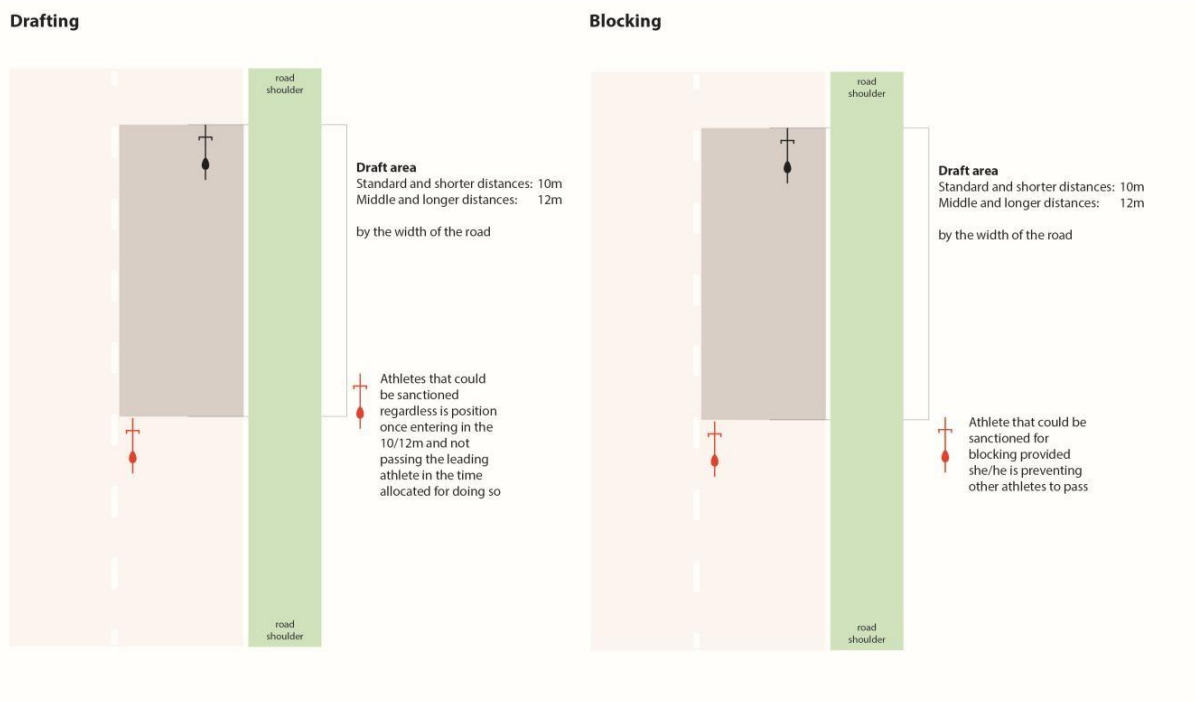 Drafting
road
shoulder
Draft area
Standard and shorter distances: 10m
Middle and longer distances: 12m
by the width of the road
Athletes that could
be sanctioned
regardless is position
once entering in the
10/12m and not
passing the leading
athlete in the time
allocated for doing so
road
shoulder
Blocking
road
shoulder
Draft area
Standard and shorter distances: 10m
Middle and longer distances: 12m
by the width of the road
Athlete that could be
sanctioned for
blocking provided
she/he is preventing
other athletes to pass
road
shoulder